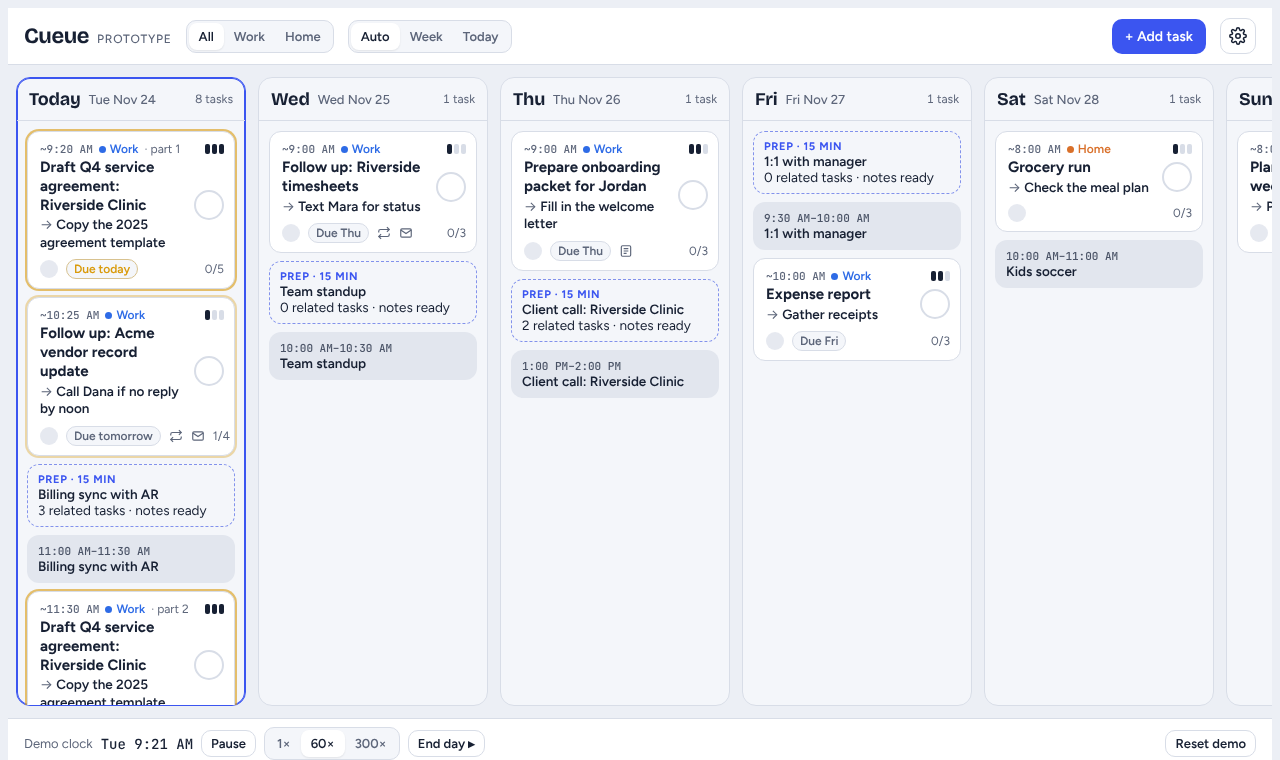 Cueue PROTOTYPE All Work Home Auto Week Today + Add task
Today Tue Nov 24 8 tasks
~9:20 AM Work · part 1
Draft Q4 service
agreement:
Riverside Clinic
→ Copy the 2025
agreement template
Due today 0/5
~10:25 AM Work
Follow up: Acme
vendor record
update
→ Call Dana if no reply
by noon
Due tomorrow 1/4
PREP · 15 MIN
Billing sync with AR
3 related tasks · notes ready
11:00 AM–11:30 AM
Billing sync with AR
~11:30 AM Work · part 2
Draft Q4 service
agreement:
Riverside Clinic
→ Copy the 2025
agreement template
Wed Wed Nov 25 1 task
~9:00 AM Work
Follow up: Riverside
timesheets
→ Text Mara for status
Due Thu 0/3
PREP · 15 MIN
Team standup
0 related tasks · notes ready
10:00 AM–10:30 AM
Team standup
Thu Thu Nov 26 1 task
~9:00 AM Work
Prepare onboarding
packet for Jordan
→ Fill in the welcome
letter
Due Thu 0/3
PREP · 15 MIN
Client call: Riverside Clinic
2 related tasks · notes ready
1:00 PM–2:00 PM
Client call: Riverside Clinic
Fri Fri Nov 27 1 task
PREP · 15 MIN
1:1 with manager
0 related tasks · notes ready
9:30 AM–10:00 AM
1:1 with manager
~10:00 AM Work
Expense report
→ Gather receipts
Due Fri 0/3
Sat Sat Nov 28 1 task
~8:00 AM Home
Grocery run
→ Check the meal plan
0/3
10:00 AM–11:00 AM
Kids soccer
Sun
Demo clock Tue 9:21 AM Pause 1× 60× 300× End day ▸ Reset demo